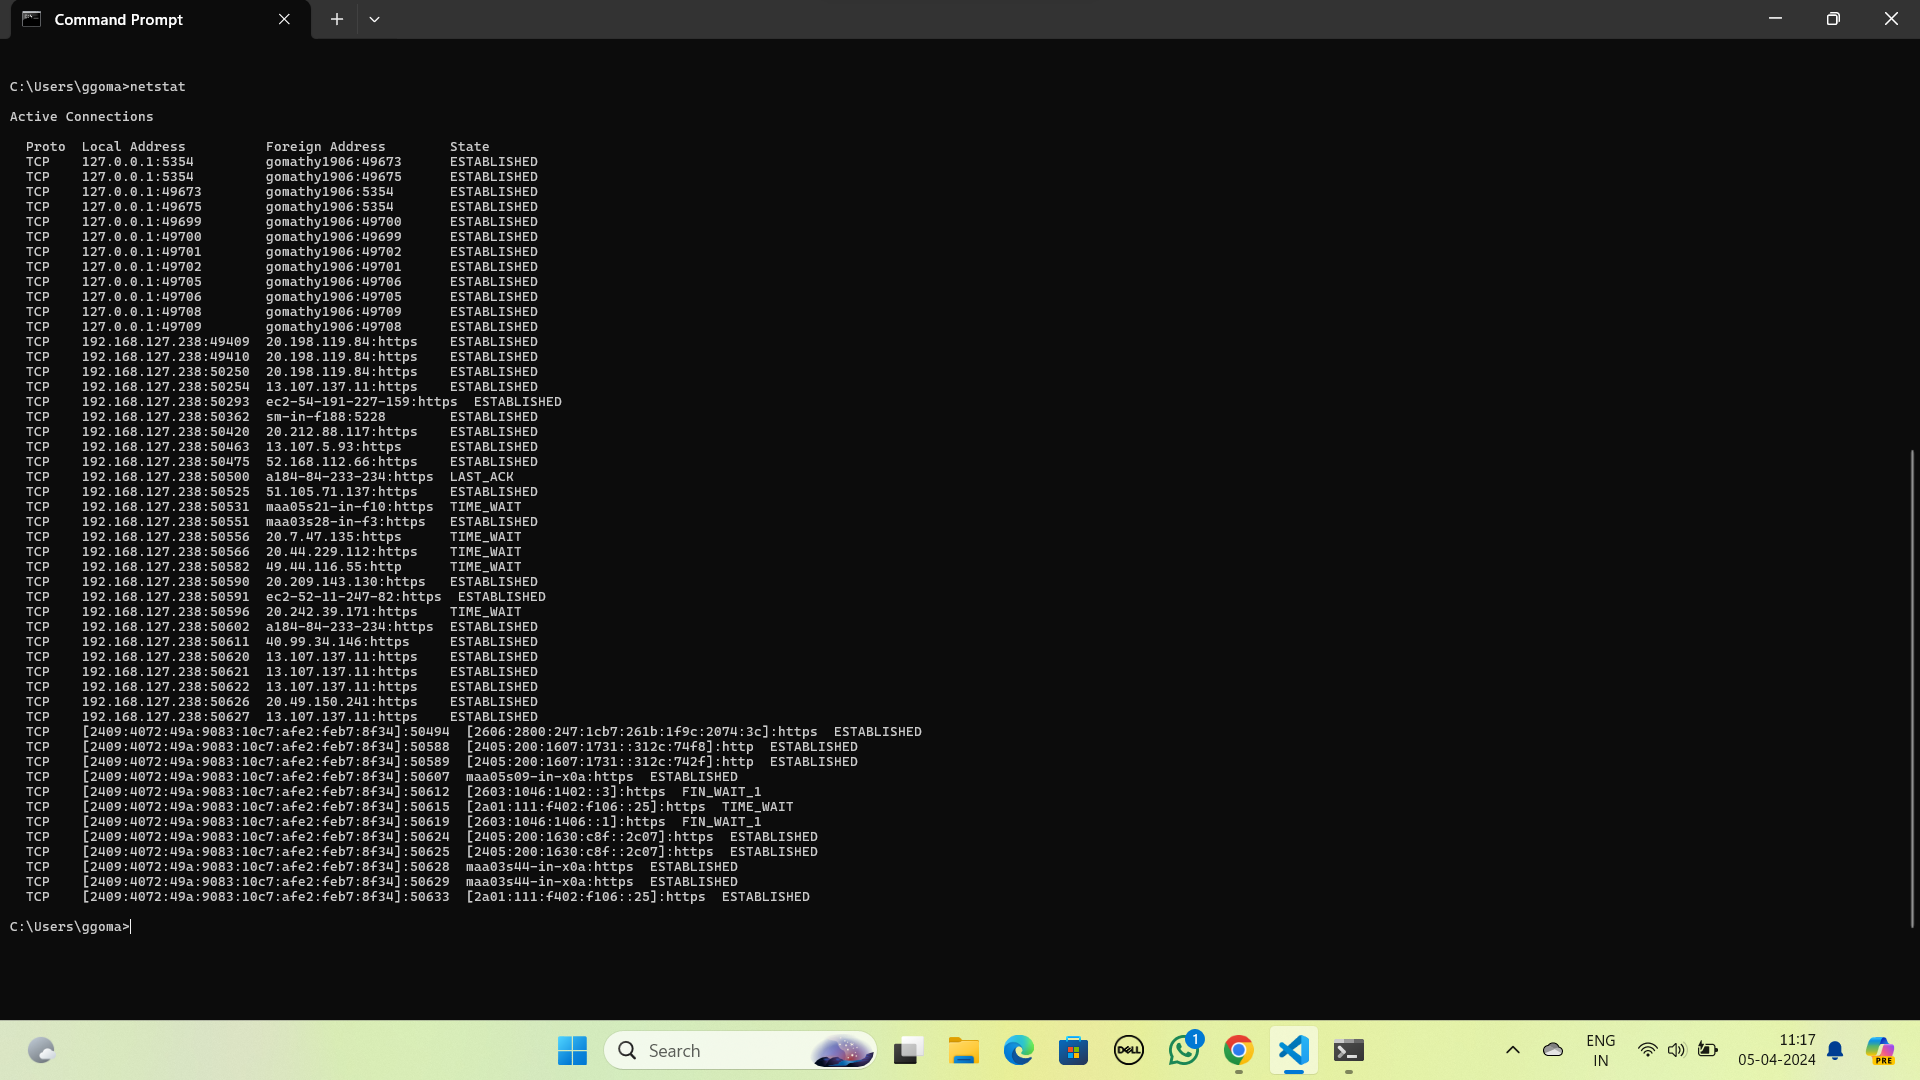 Command Prompt
C:\Users\ggoma>netstat
Active Connections
Proto  Local Address          Foreign Address        State
TCP    127.0.0.1:5354         gomathy1906:49673      ESTABLISHED
TCP    127.0.0.1:5354         gomathy1906:49675      ESTABLISHED
TCP    127.0.0.1:49673        gomathy1906:5354       ESTABLISHED
TCP    127.0.0.1:49675        gomathy1906:5354       ESTABLISHED
TCP    127.0.0.1:49699        gomathy1906:49700      ESTABLISHED
TCP    127.0.0.1:49700        gomathy1906:49699      ESTABLISHED
TCP    127.0.0.1:49701        gomathy1906:49702      ESTABLISHED
TCP    127.0.0.1:49702        gomathy1906:49701      ESTABLISHED
TCP    127.0.0.1:49705        gomathy1906:49706      ESTABLISHED
TCP    127.0.0.1:49706        gomathy1906:49705      ESTABLISHED
TCP    127.0.0.1:49708        gomathy1906:49709      ESTABLISHED
TCP    127.0.0.1:49709        gomathy1906:49708      ESTABLISHED
TCP    192.168.127.238:49409  20.198.119.84:https    ESTABLISHED
TCP    192.168.127.238:49410  20.198.119.84:https    ESTABLISHED
TCP    192.168.127.238:50250  20.198.119.84:https    ESTABLISHED
TCP    192.168.127.238:50254  13.107.137.11:https    ESTABLISHED
TCP    192.168.127.238:50293  ec2-54-191-227-159:https  ESTABLISHED
TCP    192.168.127.238:50362  sm-in-f188:5228        ESTABLISHED
TCP    192.168.127.238:50420  20.212.88.117:https    ESTABLISHED
TCP    192.168.127.238:50463  13.107.5.93:https      ESTABLISHED
TCP    192.168.127.238:50475  52.168.112.66:https    ESTABLISHED
TCP    192.168.127.238:50500  a184-84-233-234:https  LAST_ACK
TCP    192.168.127.238:50525  51.105.71.137:https    ESTABLISHED
TCP    192.168.127.238:50531  maa05s21-in-f10:https  TIME_WAIT
TCP    192.168.127.238:50551  maa03s28-in-f3:https   ESTABLISHED
TCP    192.168.127.238:50556  20.7.47.135:https      TIME_WAIT
TCP    192.168.127.238:50566  20.44.229.112:https    TIME_WAIT
TCP    192.168.127.238:50582  49.44.116.55:http      TIME_WAIT
TCP    192.168.127.238:50590  20.209.143.130:https   ESTABLISHED
TCP    192.168.127.238:50591  ec2-52-11-247-82:https  ESTABLISHED
TCP    192.168.127.238:50596  20.242.39.171:https    TIME_WAIT
TCP    192.168.127.238:50602  a184-84-233-234:https  ESTABLISHED
TCP    192.168.127.238:50611  40.99.34.146:https     ESTABLISHED
TCP    192.168.127.238:50620  13.107.137.11:https    ESTABLISHED
TCP    192.168.127.238:50621  13.107.137.11:https    ESTABLISHED
TCP    192.168.127.238:50622  13.107.137.11:https    ESTABLISHED
TCP    192.168.127.238:50626  20.49.150.241:https    ESTABLISHED
TCP    192.168.127.238:50627  13.107.137.11:https    ESTABLISHED
TCP    [2409:4072:49a:9083:10c7:afe2:feb7:8f34]:50494  [2606:2800:247:1cb7:261b:1f9c:2074:3c]:https  ESTABLISHED
TCP    [2409:4072:49a:9083:10c7:afe2:feb7:8f34]:50588  [2405:200:1607:1731::312c:74f8]:http  ESTABLISHED
TCP    [2409:4072:49a:9083:10c7:afe2:feb7:8f34]:50589  [2405:200:1607:1731::312c:742f]:http  ESTABLISHED
TCP    [2409:4072:49a:9083:10c7:afe2:feb7:8f34]:50607  maa05s09-in-x0a:https  ESTABLISHED
TCP    [2409:4072:49a:9083:10c7:afe2:feb7:8f34]:50612  [2603:1046:1402::3]:https  FIN_WAIT_1
TCP    [2409:4072:49a:9083:10c7:afe2:feb7:8f34]:50615  [2a01:111:f402:f106::25]:https  TIME_WAIT
TCP    [2409:4072:49a:9083:10c7:afe2:feb7:8f34]:50619  [2603:1046:1406::1]:https  FIN_WAIT_1
TCP    [2409:4072:49a:9083:10c7:afe2:feb7:8f34]:50624  [2405:200:1630:c8f::2c07]:https  ESTABLISHED
TCP    [2409:4072:49a:9083:10c7:afe2:feb7:8f34]:50625  [2405:200:1630:c8f::2c07]:https  ESTABLISHED
TCP    [2409:4072:49a:9083:10c7:afe2:feb7:8f34]:50628  maa03s44-in-x0a:https  ESTABLISHED
TCP    [2409:4072:49a:9083:10c7:afe2:feb7:8f34]:50629  maa03s44-in-x0a:https  ESTABLISHED
TCP    [2409:4072:49a:9083:10c7:afe2:feb7:8f34]:50633  [2a01:111:f402:f106::25]:https  ESTABLISHED
C:\Users\ggoma>
Search
DELL
1
ENG
IN
11:17
05-04-2024
PRE